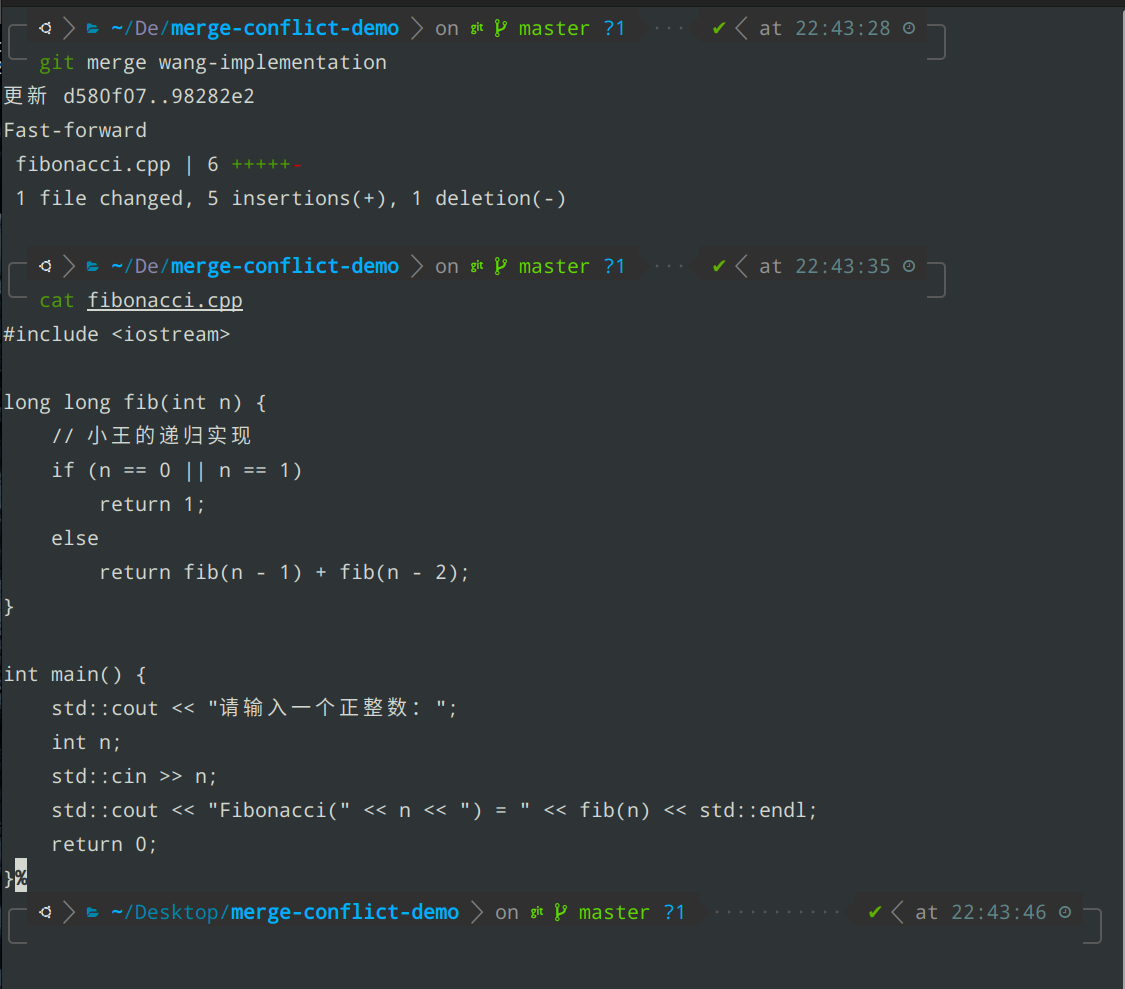 ~/De/merge-conflict-demo > on git master ?1 ··· ✔ < at 22:43:28
git merge wang-implementation
更新 d580f07..98282e2
Fast-forward
 fibonacci.cpp | 6 +++++-
 1 file changed, 5 insertions(+), 1 deletion(-)
~/De/merge-conflict-demo > on git master ?1 ··· ✔ < at 22:43:35
cat fibonacci.cpp
#include <iostream>
long long fib(int n) {
    // 小王的递归实现
    if (n == 0 || n == 1)
        return 1;
    else
        return fib(n - 1) + fib(n - 2);
}
int main() {
    std::cout << "请输入一个正整数：";
    int n;
    std::cin >> n;
    std::cout << "Fibonacci(" << n << ") = " << fib(n) << std::endl;
    return 0;
}%
~/Desktop/merge-conflict-demo > on git master ?1 ··········· ✔ < at 22:43:46